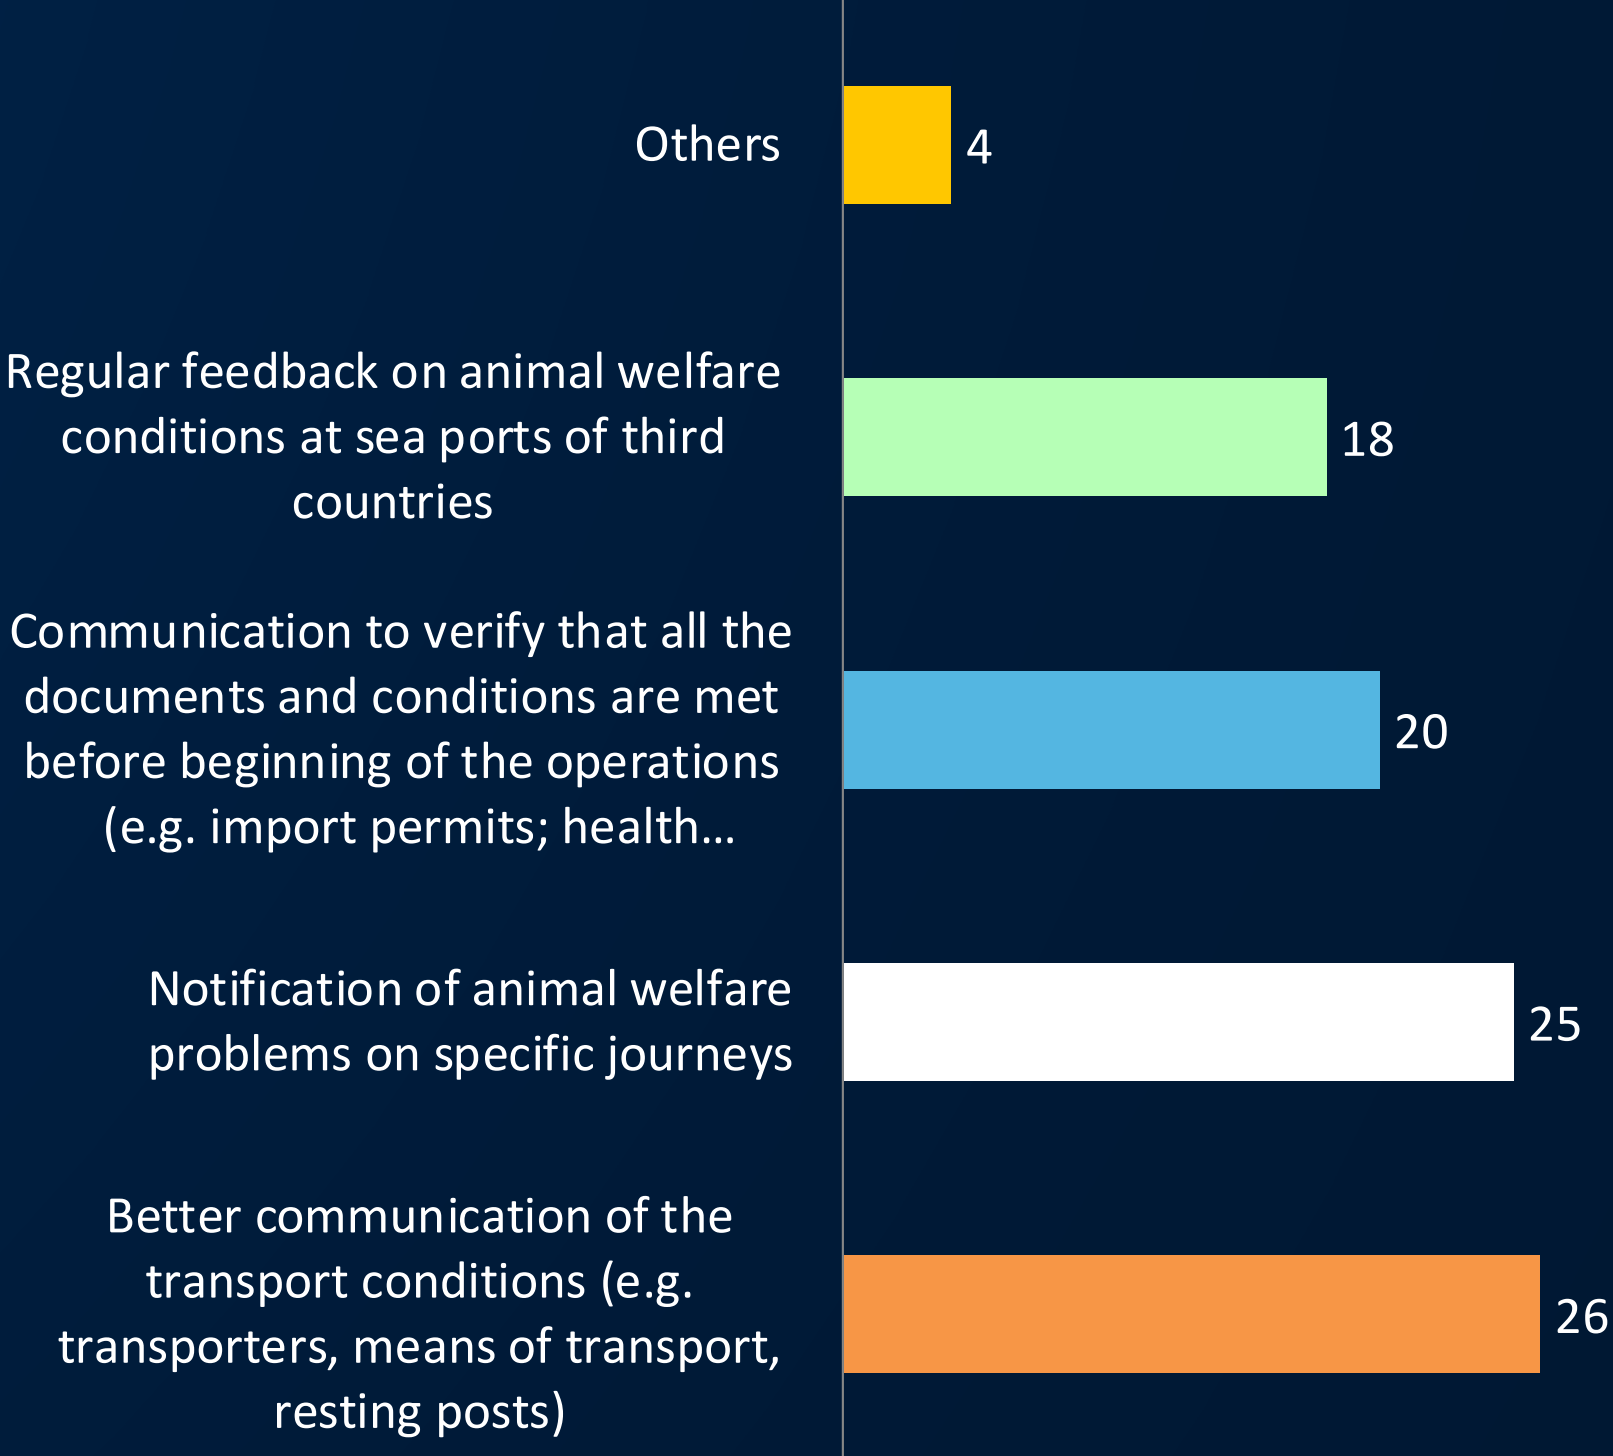 Others
4
Regular feedback on animal welfare
conditions at sea ports of third
countries
18
Communication to verify that all the
documents and conditions are met
before beginning of the operations
(e.g. import permits; health…
20
Notification of animal welfare
problems on specific journeys
25
Better communication of the
transport conditions (e.g.
transporters, means of transport,
resting posts)
26